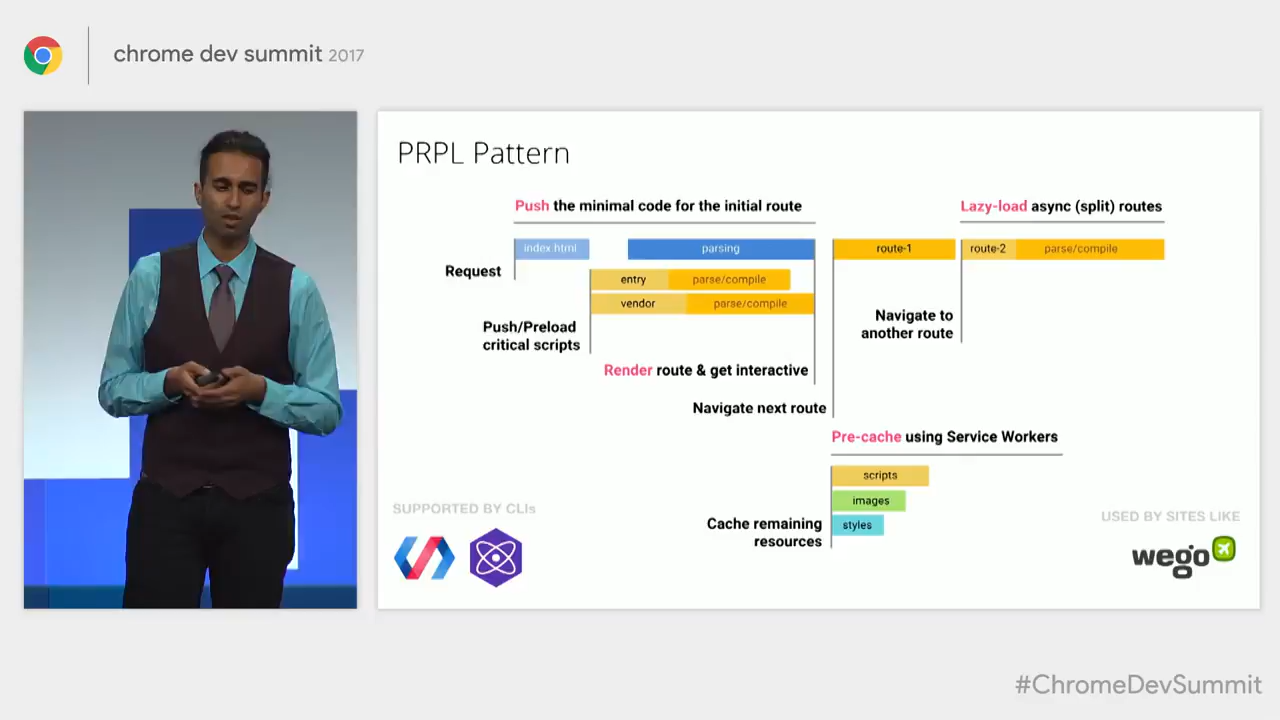 chrome dev summit 2017
PRPL Pattern
Push the minimal code for the initial route
Lazy-load async (split) routes
index.html
parsing
route-1
route-2
parse/compile
Request
entry
parse/compile
vendor
parse/compile
Push/Preload
critical scripts
Navigate to
another route
Render route & get interactive
Navigate next route
Pre-cache using Service Workers
scripts
images
styles
Cache remaining
resources
SUPPORTED BY CLIs
USED BY SITES LIKE
wego
#ChromeDevSummit